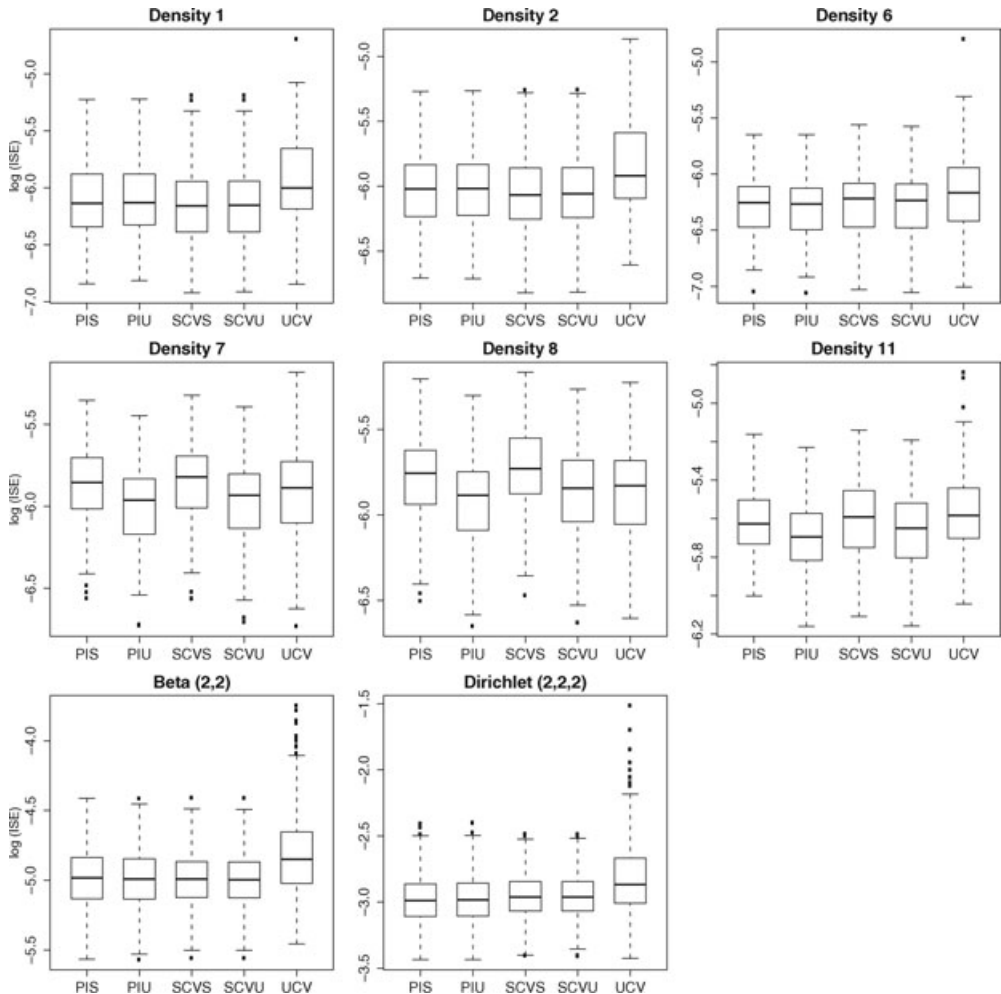 Density 1
Density 2
Density 6
log (ISE)
−5.0
−5.5
−6.0
−6.5
−7.0
−5.0
−5.5
−6.0
−6.5
−5.0
−5.5
−6.0
−6.5
−7.0
PIS PIU SCVS SCVU UCV
PIS PIU SCVS SCVU UCV
PIS PIU SCVS SCVU UCV
Density 7
Density 8
Density 11
log (ISE)
−5.5
−6.0
−6.5
−5.5
−6.0
−6.5
−5.0
−5.4
−5.8
−6.2
PIS PIU SCVS SCVU UCV
PIS PIU SCVS SCVU UCV
PIS PIU SCVS SCVU UCV
Beta (2,2)
Dirichlet (2,2,2)
log (ISE)
−4.0
−4.5
−5.0
−5.5
−1.5
−2.0
−2.5
−3.0
−3.5
PIS PIU SCVS SCVU UCV
PIS PIU SCVS SCVU UCV